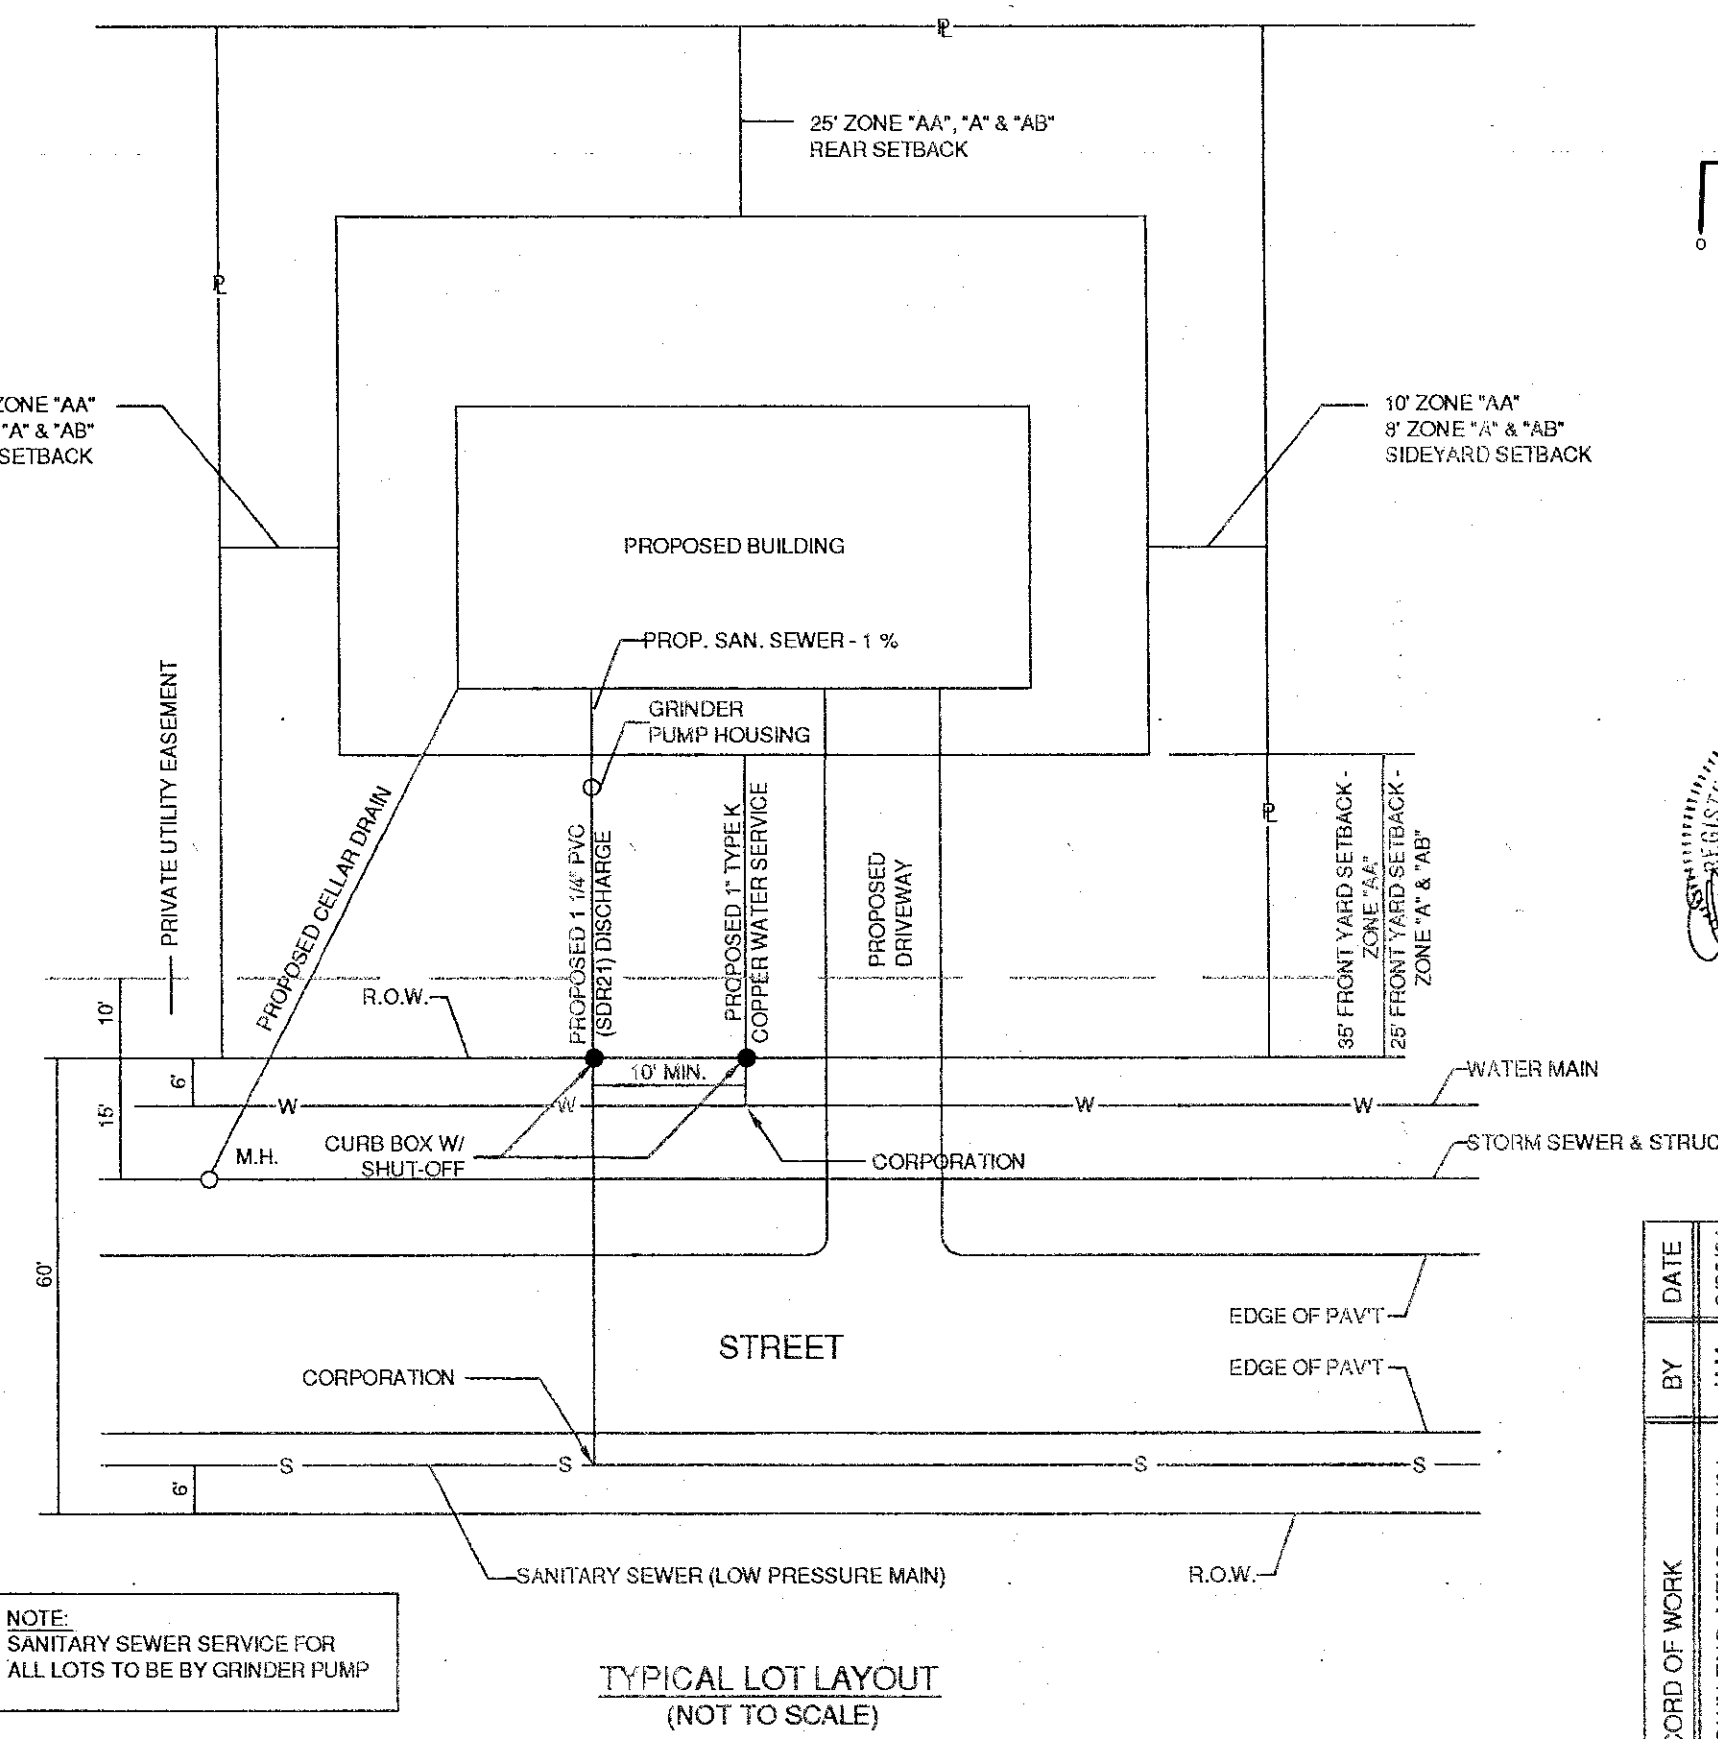 PL
25' ZONE "AA", "A" & "AB"
REAR SETBACK
PL
ZONE "AA"
"A" & "AB"
SETBACK
10' ZONE "AA"
8' ZONE "A" & "AB"
SIDEYARD SETBACK
PROPOSED BUILDING
PROP. SAN. SEWER - 1 %
GRINDER
PUMP HOUSING
PRIVATE UTILITY EASEMENT
PROPOSED CELLAR DRAIN
PROPOSED 1 1/4" PVC
(SDR21) DISCHARGE
PROPOSED 1" TYPE K
COPPER WATER SERVICE
PROPOSED
DRIVEWAY
PL
35' FRONT YARD SETBACK -
ZONE "AA"
25' FRONT YARD SETBACK -
ZONE "A" & "AB"
R.O.W.
10'
15'
6'
10' MIN.
W W W W
WATER MAIN
M.H.
CURB BOX W/
SHUT-OFF
CORPORATION
STORM SEWER & STRUC
60'
EDGE OF PAV'T
STREET
EDGE OF PAV'T
CORPORATION
S S S S
6'
SANITARY SEWER (LOW PRESSURE MAIN)
R.O.W.
NOTE:
SANITARY SEWER SERVICE FOR
ALL LOTS TO BE BY GRINDER PUMP
TYPICAL LOT LAYOUT
(NOT TO SCALE)
0
DATE
BY
CORD OF WORK